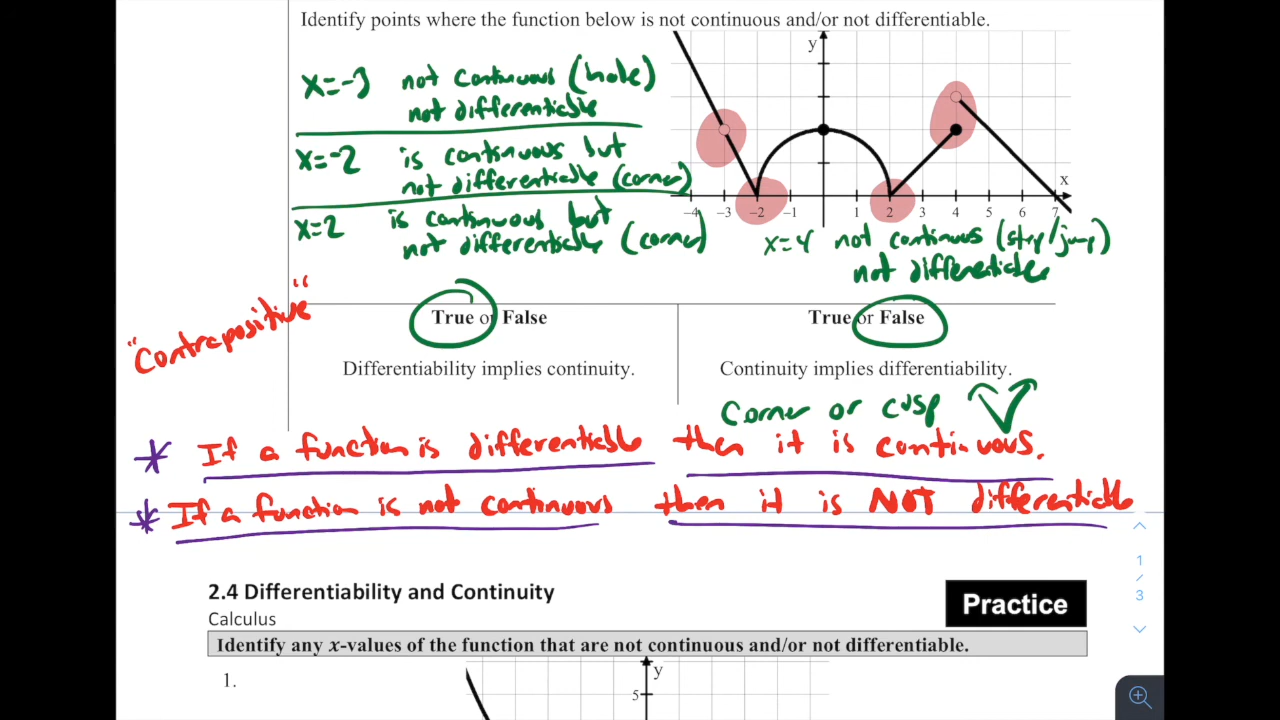 Identify points where the function below is not continuous and/or not differentiable.
x=-3 not continuous (hole)
not differentiable
x=-2 is continuous but
not differentiable (corner)
x=2 is continuous but
not differentiable (corner)
y
x
-4 -3 -2 -1 1 2 3 4 5 6 7
x=4 not continuous (step/jump)
not differentiable
"Contrapositive"
True or False
Differentiability implies continuity.
True or False
Continuity implies differentiability.
Corner or cusp
* If a function is differentiable then it is continuous.
* If a function is not continuous then it is NOT differentiable
1
/
3
2.4 Differentiability and Continuity
Calculus
Practice
Identify any x-values of the function that are not continuous and/or not differentiable.
1.
y
5